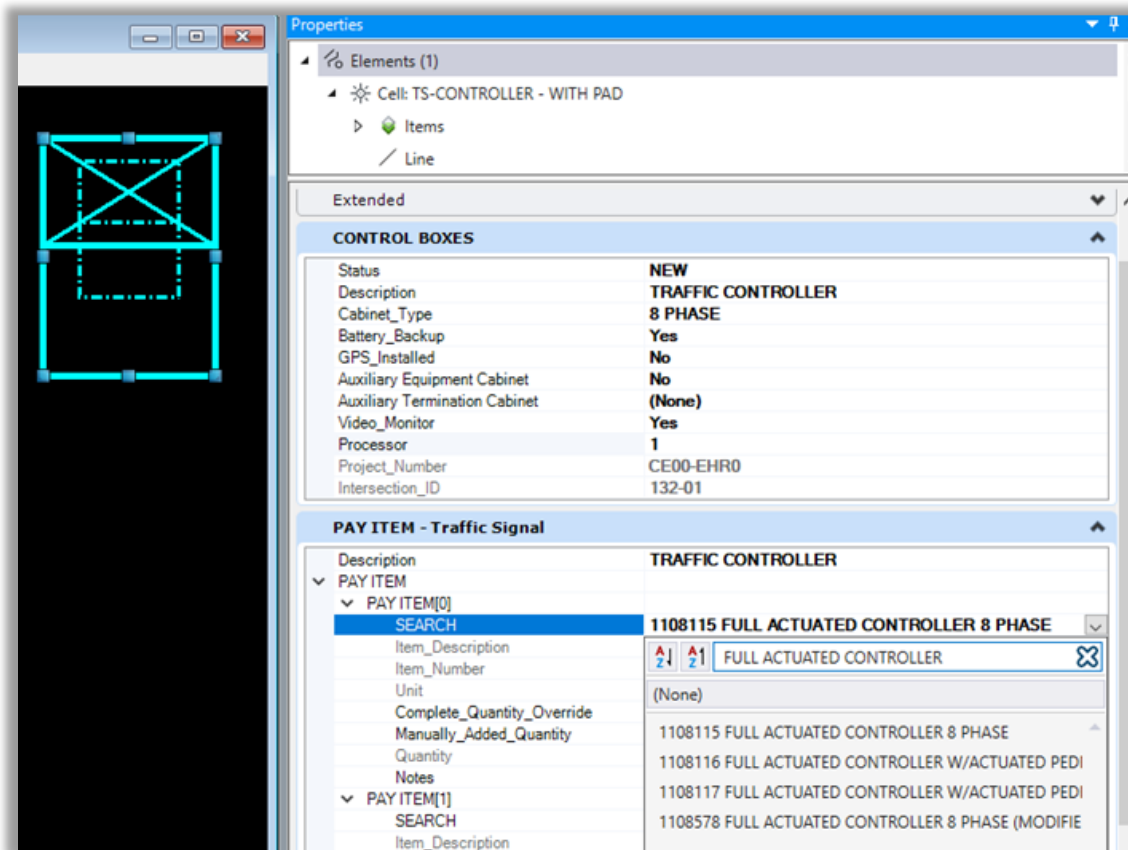 Properties
Elements (1)
Cell: TS-CONTROLLER - WITH PAD
Items
Line
Extended
CONTROL BOXES
Status NEW
Description TRAFFIC CONTROLLER
Cabinet_Type 8 PHASE
Battery_Backup Yes
GPS_Installed No
Auxiliary Equipment Cabinet No
Auxiliary Termination Cabinet (None)
Video_Monitor Yes
Processor 1
Project_Number CE00-EHR0
Intersection_ID 132-01
PAY ITEM - Traffic Signal
Description TRAFFIC CONTROLLER
PAY ITEM
PAY ITEM[0]
SEARCH 1108115 FULL ACTUATED CONTROLLER 8 PHASE
Item_Description FULL ACTUATED CONTROLLER
Item_Number
Unit (None)
Complete_Quantity_Override
Manually_Added_Quantity 1108115 FULL ACTUATED CONTROLLER 8 PHASE
Quantity 1108116 FULL ACTUATED CONTROLLER W/ACTUATED PEDI
Notes
PAY ITEM[1] 1108117 FULL ACTUATED CONTROLLER W/ACTUATED PEDI
SEARCH 1108578 FULL ACTUATED CONTROLLER 8 PHASE (MODIFIE
Item_Description